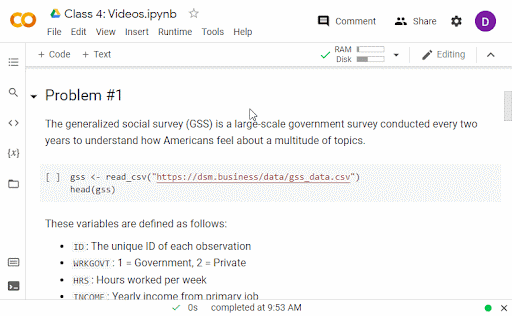 Class 4: Videos.ipynb
Comment
Share
D
File Edit View Insert Runtime Tools Help
+ Code + Text
RAM
Disk
Editing
Problem #1
The generalized social survey (GSS) is a large-scale government survey conducted every two
years to understand how Americans feel about a multitude of topics.
[ ] gss <- read_csv("https://dsm.business/data/gss_data.csv")
head(gss)
These variables are defined as follows:
• ID: The unique ID of each observation
• WRKGOVT: 1 = Government, 2 = Private
• HRS: Hours worked per week
• INCOME: Yearly income from primary job
{x}
0s completed at 9:53 AM